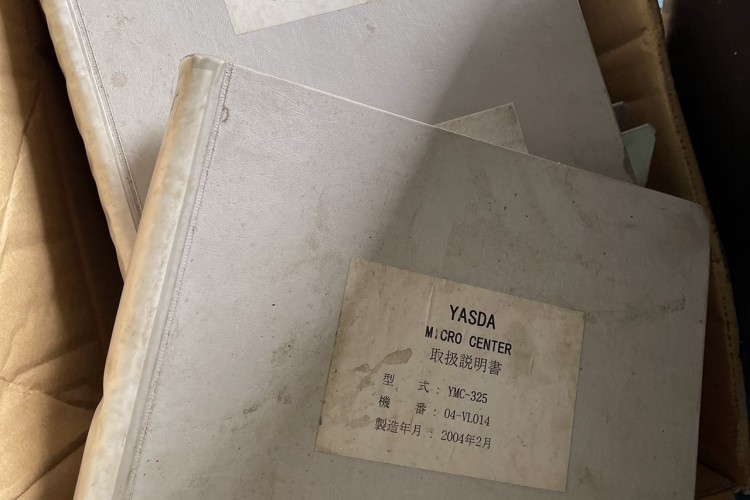 YASDA
MICRO CENTER
取扱説明書
型 式 : YMC-325
機 番 : 04-VL014
製造年月 : 2004年2月